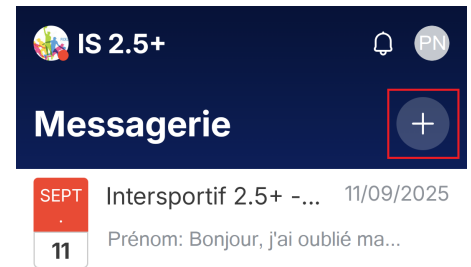 IS 2.5+
PN
Messagerie
+
SEPT
.
11
Intersportif 2.5+ -... 11/09/2025
Prénom: Bonjour, j'ai oublié ma...